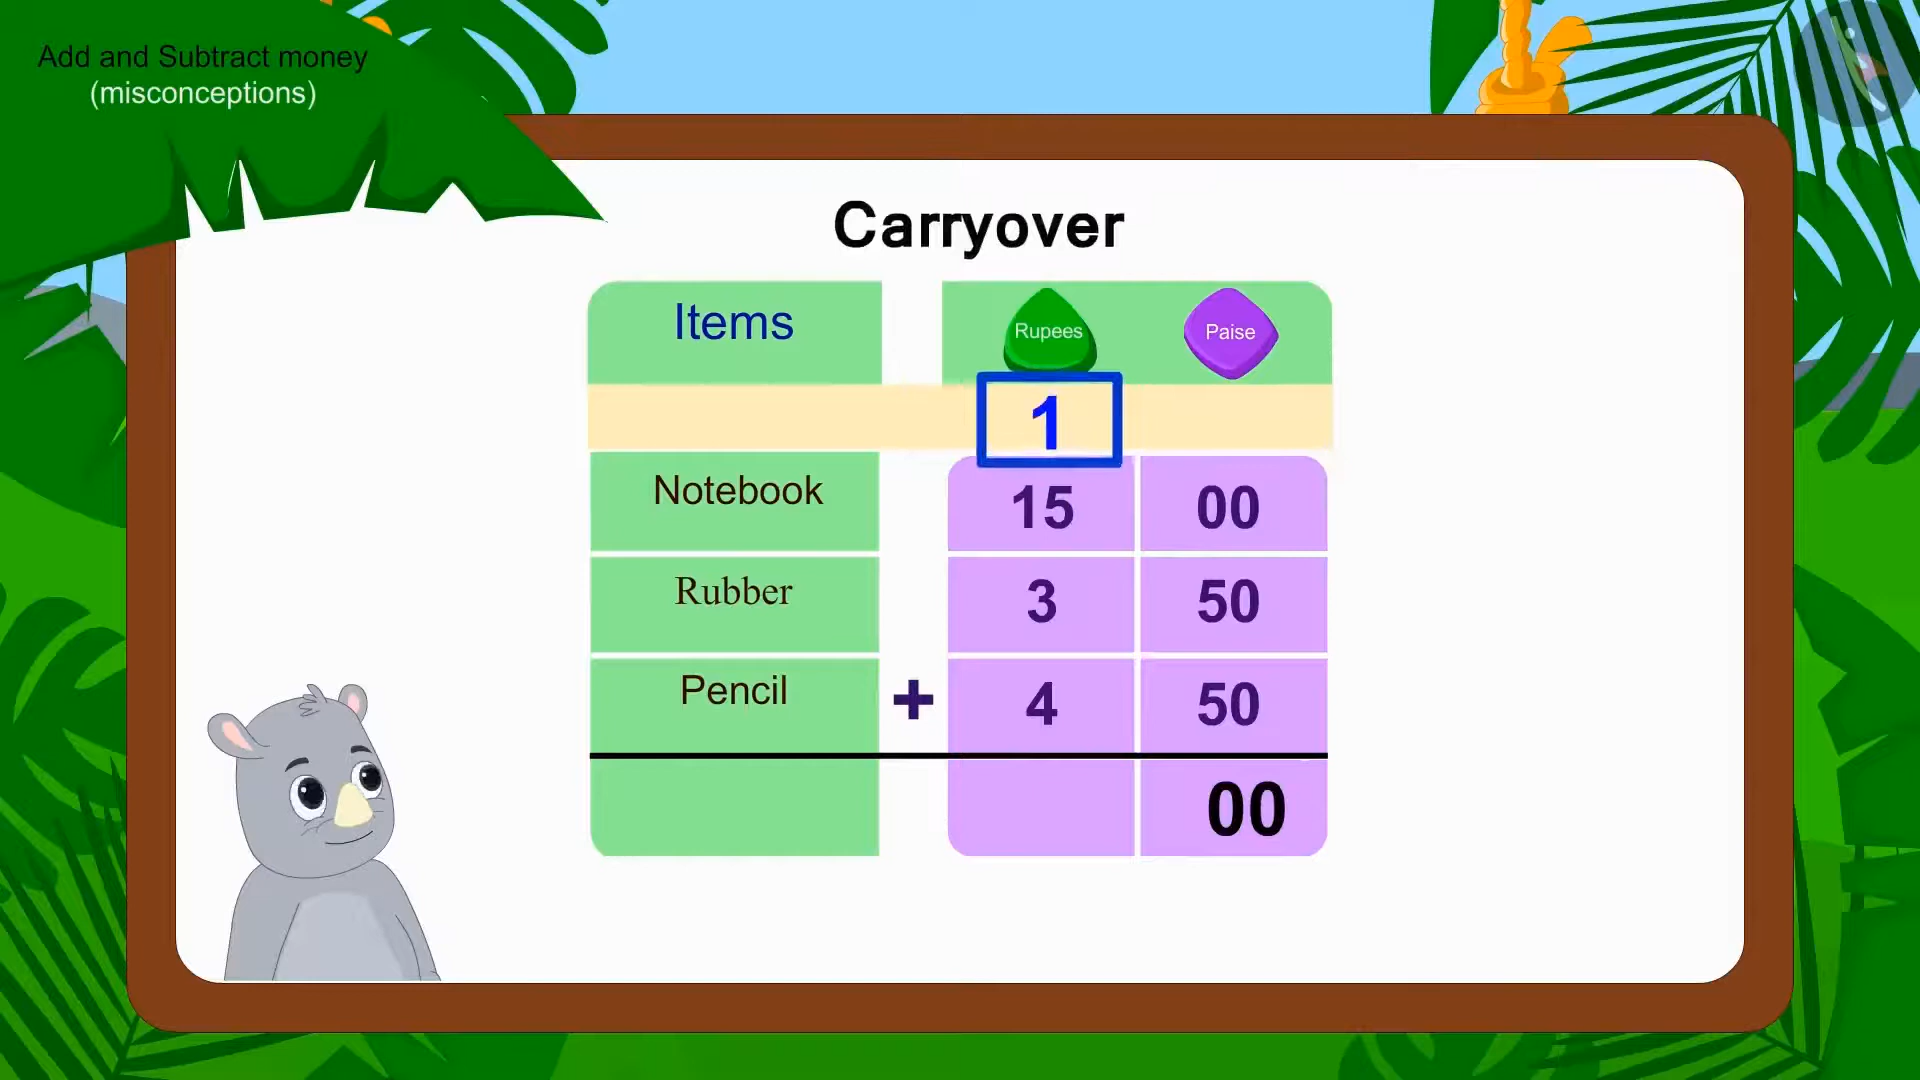 Add and Subtract money
(misconceptions)
Carryover
Items Rupees Paise
1
Notebook 15 00
Rubber 3 50
Pencil + 4 50
00